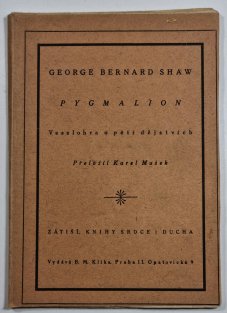 GEORGE BERNARD SHAW
PYGMALION
Veselohra o pěti dějstvích
Přeložil Karel Mušek
ZÁTIŠÍ, KNIHY SRDCE I DUCHA
Vydává B. M. Klika, Praha II. Opatovická 4